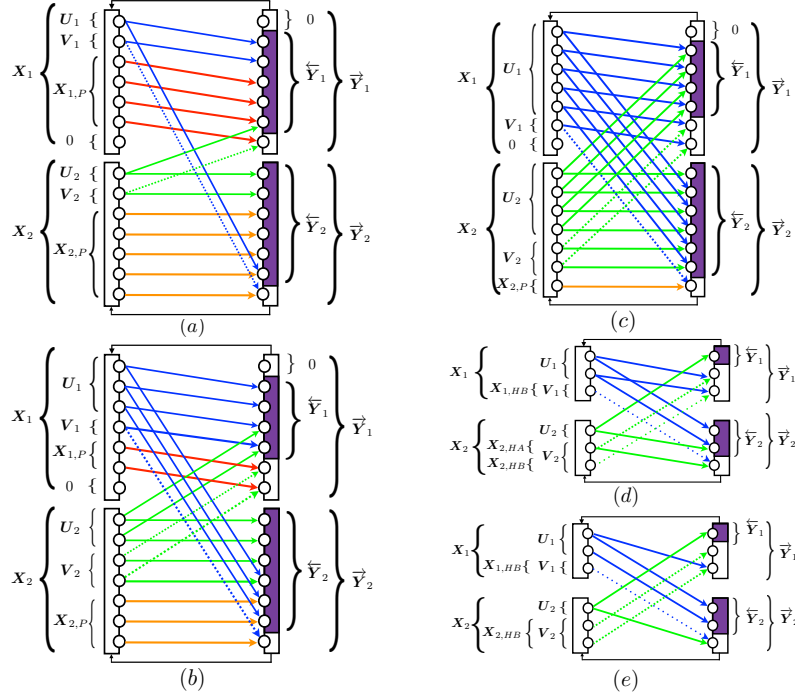 X₁ { U₁ { V₁ { X₁,P { 0 {
} 0 } ←Y₁ } →Y₁
X₂ { U₂ { V₂ { X₂,P {
} ←Y₂ } →Y₂
(a)
X₁ { U₁ { V₁ { X₁,P { 0 {
} 0 } ←Y₁ } →Y₁
X₂ { U₂ { V₂ { X₂,P {
} ←Y₂ } →Y₂
(b)
X₁ { U₁ { V₁ { 0 {
} 0 } ←Y₁ } →Y₁
X₂ { U₂ { V₂ { X₂,P {
} ←Y₂ } →Y₂
(c)
X₁ { U₁ { X₁,HB { V₁ {
} ←Y₁ } →Y₁
X₂ { U₂ { X₂,HA { V₂ { X₂,HB {
} ←Y₂ } →Y₂
(d)
X₁ { U₁ { X₁,HB { V₁ {
} ←Y₁ } →Y₁
X₂ { U₂ { X₂,HB { V₂ {
} ←Y₂ } →Y₂
(e)